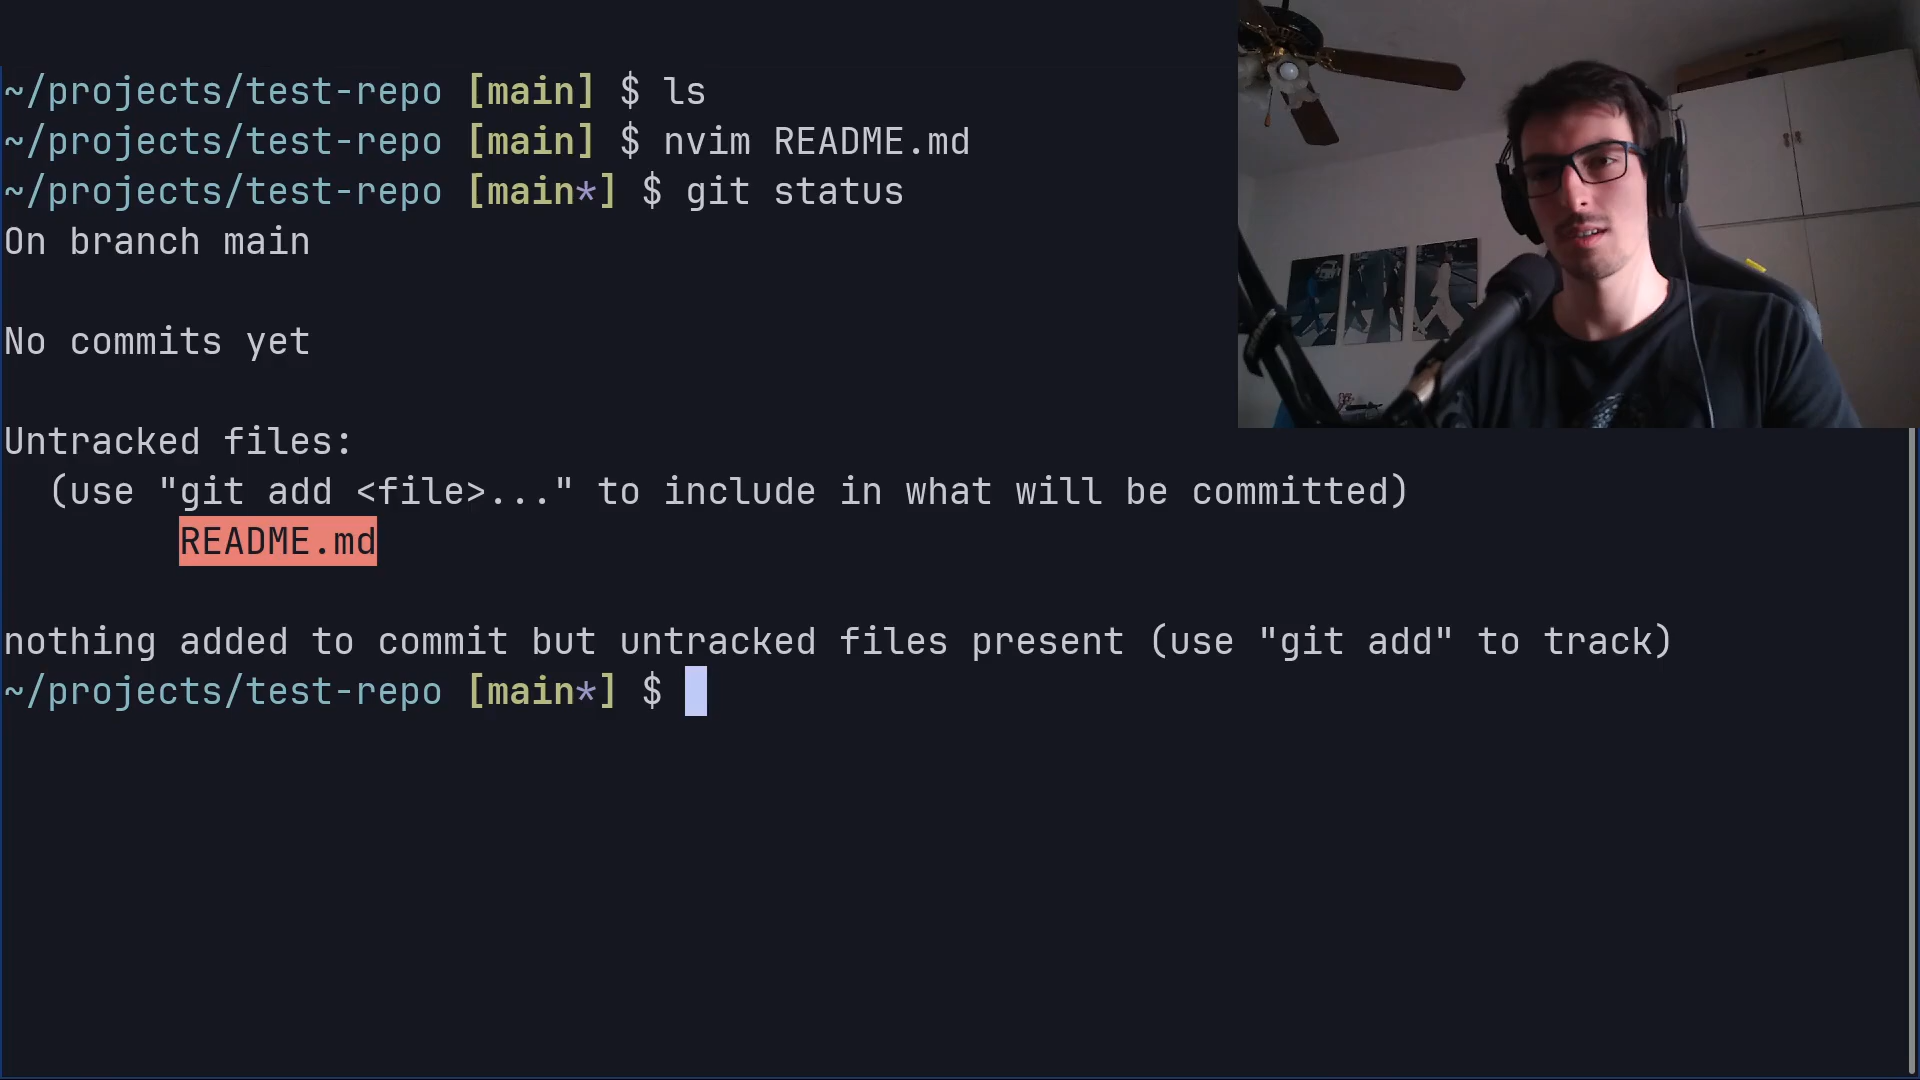 ~/projects/test-repo [main] $ ls
~/projects/test-repo [main] $ nvim README.md
~/projects/test-repo [main*] $ git status
On branch main
No commits yet
Untracked files:
  (use "git add <file>..." to include in what will be committed)
        README.md
nothing added to commit but untracked files present (use "git add" to track)
~/projects/test-repo [main*] $